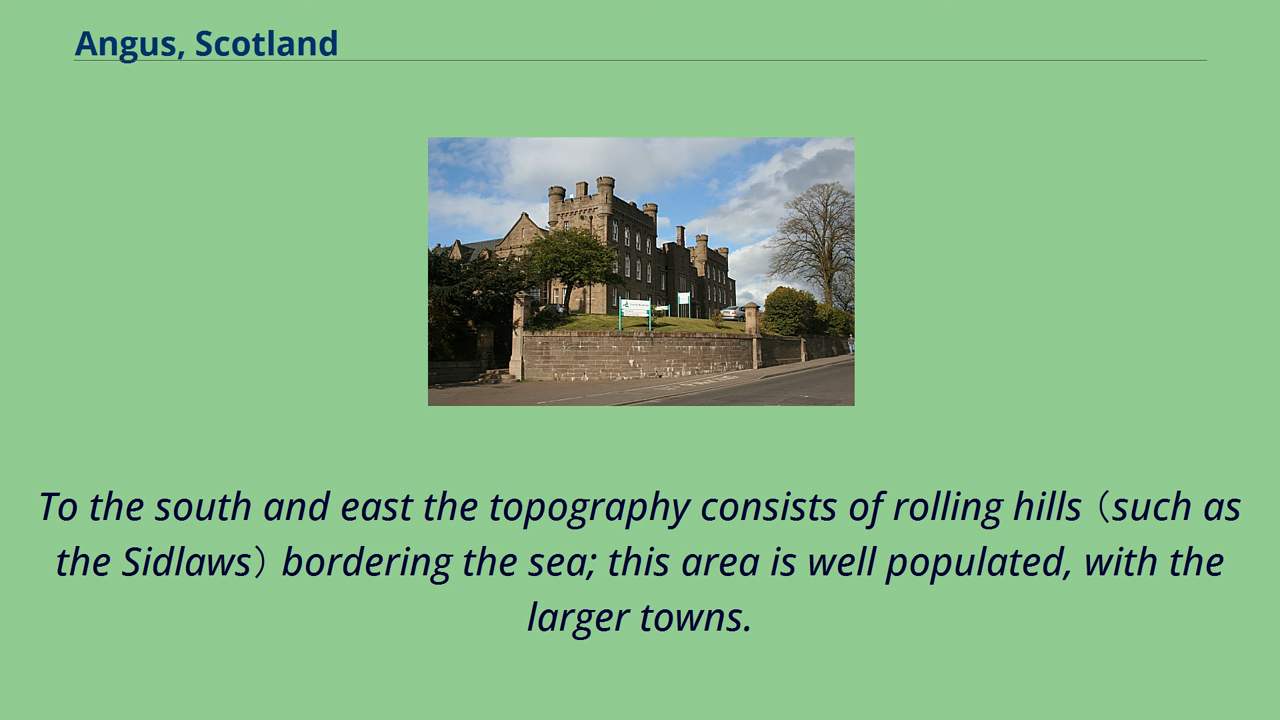 Angus, Scotland
To the south and east the topography consists of rolling hills (such as
the Sidlaws) bordering the sea; this area is well populated, with the
larger towns.